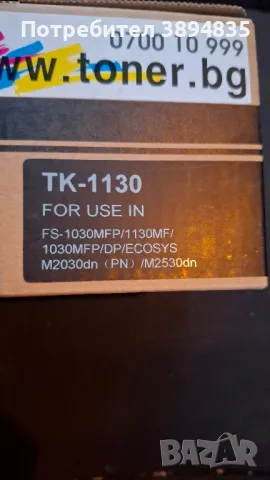 Потребител 3894835
0700 10 999
www.toner.bg
TK-1130
FOR USE IN
FS-1030MFP/1130MF/
1030MFP/DP/ECOSYS
M2030dn (PN) /M2530dn
BAZAR